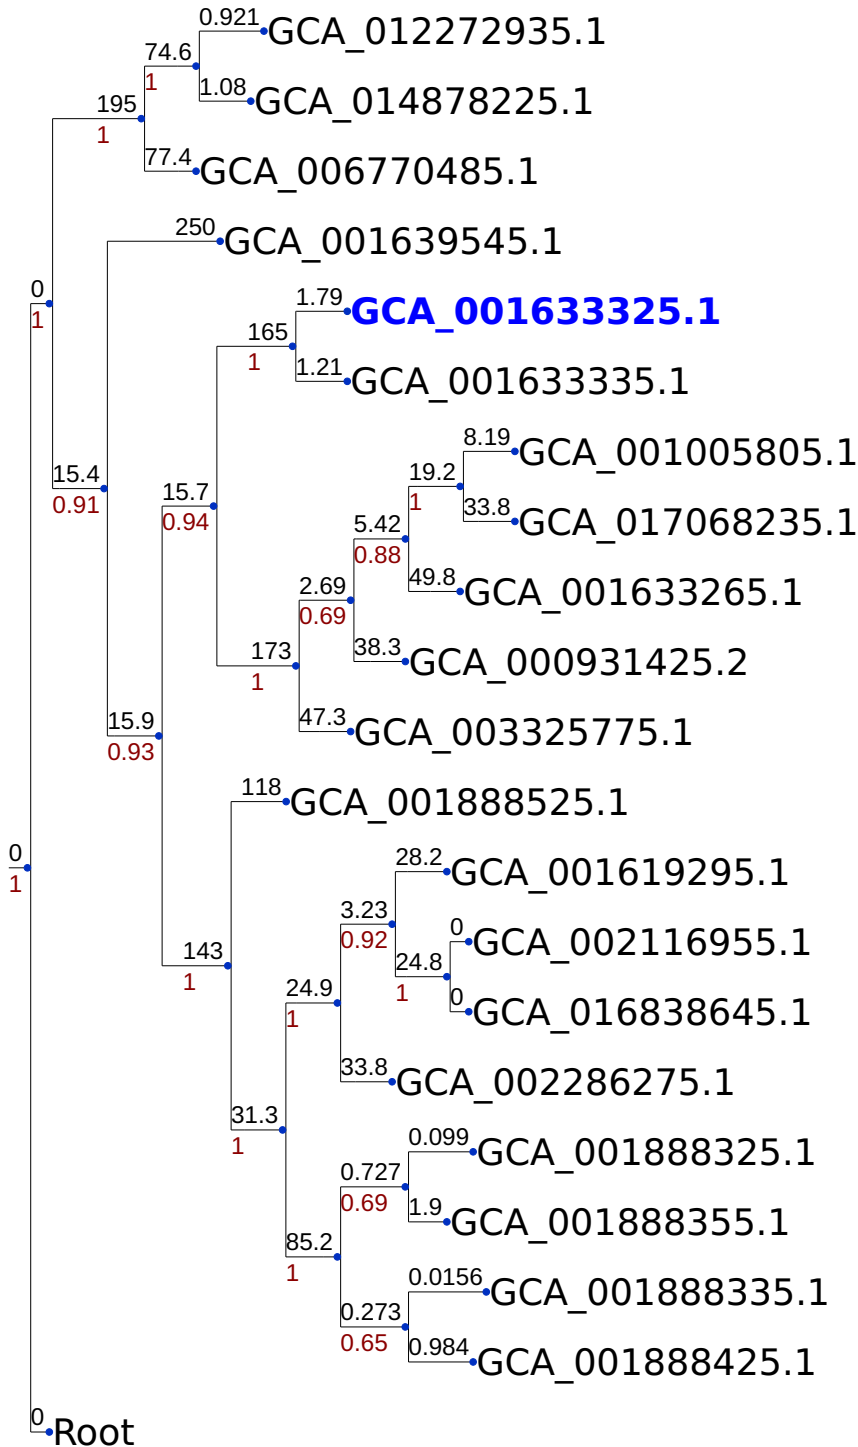 0.921
GCA_012272935.1
74.6
1
1.08
GCA_014878225.1
195
1
77.4
GCA_006770485.1
250
GCA_001639545.1
0
1
1.79
GCA_001633325.1
165
1
1.21
GCA_001633335.1
8.19
GCA_001005805.1
19.2
1
15.4
0.91
15.7
0.94
33.8
GCA_017068235.1
5.42
0.88
49.8
GCA_001633265.1
2.69
0.69
38.3
GCA_000931425.2
173
1
47.3
GCA_003325775.1
15.9
0.93
118
GCA_001888525.1
0
1
28.2
GCA_001619295.1
3.23
0.92
0
GCA_002116955.1
143
1
24.8
1
0
GCA_016838645.1
24.9
1
33.8
GCA_002286275.1
31.3
1
0.099
GCA_001888325.1
0.727
0.69
1.9
GCA_001888355.1
85.2
1
0.0156
GCA_001888335.1
0.273
0.65
0.984
GCA_001888425.1
0
Root